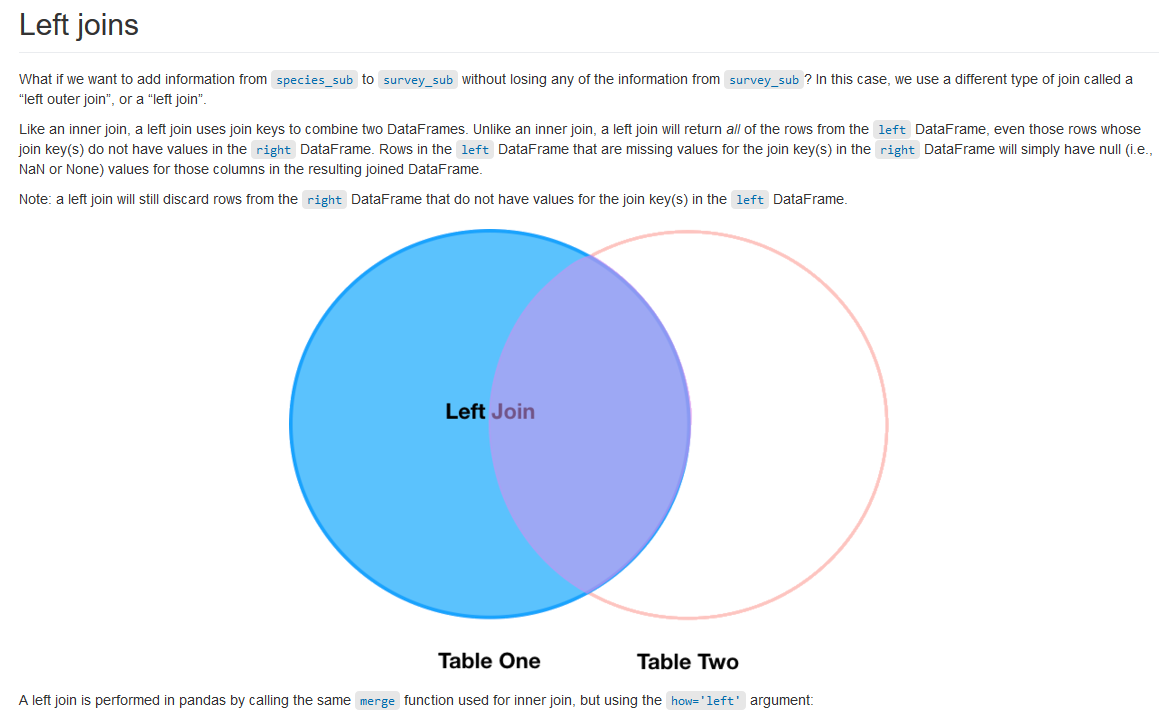 Left joins
What if we want to add information from species_sub to survey_sub without losing any of the information from survey_sub ? In this case, we use a different type of join called a
“left outer join”, or a “left join”.
Like an inner join, a left join uses join keys to combine two DataFrames. Unlike an inner join, a left join will return all of the rows from the left DataFrame, even those rows whose
join key(s) do not have values in the right DataFrame. Rows in the left DataFrame that are missing values for the join key(s) in the right DataFrame will simply have null (i.e.,
NaN or None) values for those columns in the resulting joined DataFrame.
Note: a left join will still discard rows from the right DataFrame that do not have values for the join key(s) in the left DataFrame.
Left Join
Table One
Table Two
A left join is performed in pandas by calling the same merge function used for inner join, but using the how='left' argument: